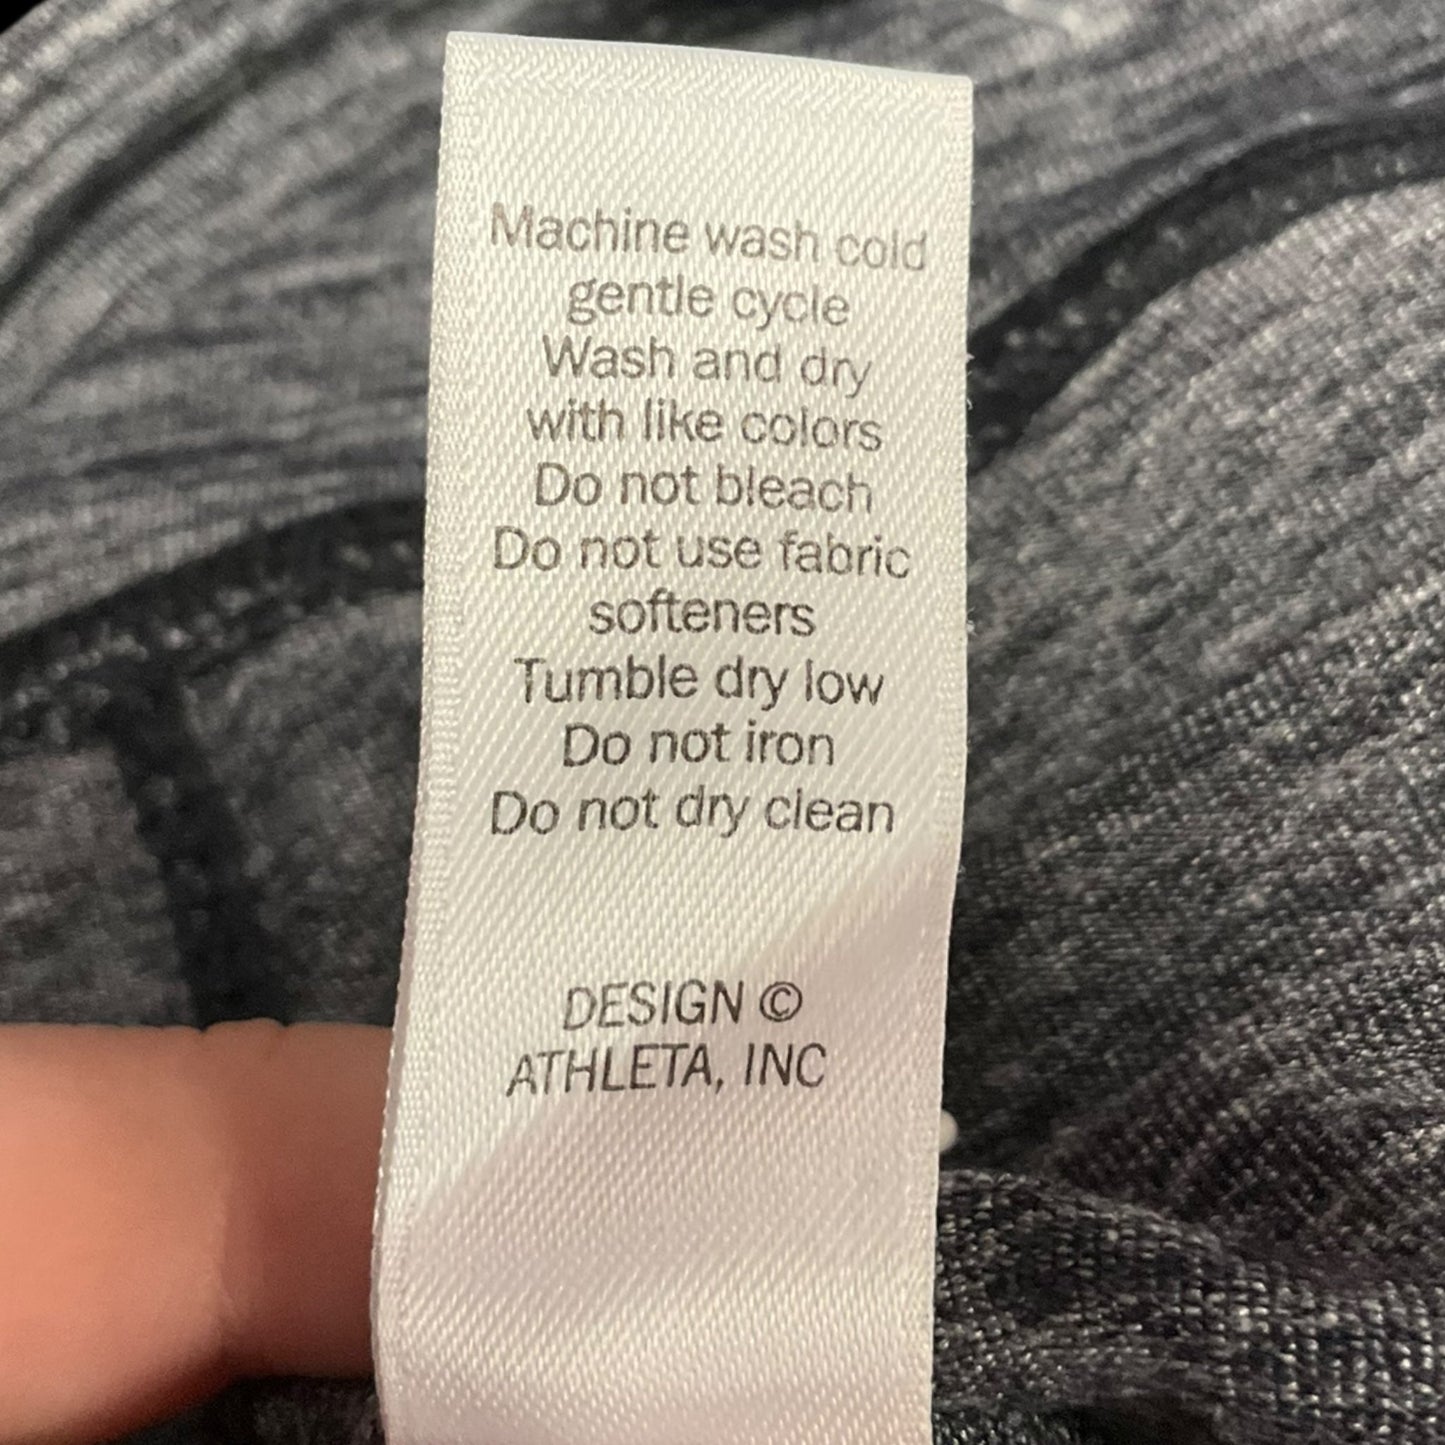 Machine wash cold
gentle cycle
Wash and dry
with like colors
Do not bleach
Do not use fabric
softeners
Tumble dry low
Do not iron
Do not dry clean
DESIGN ©
ATHLETA, INC